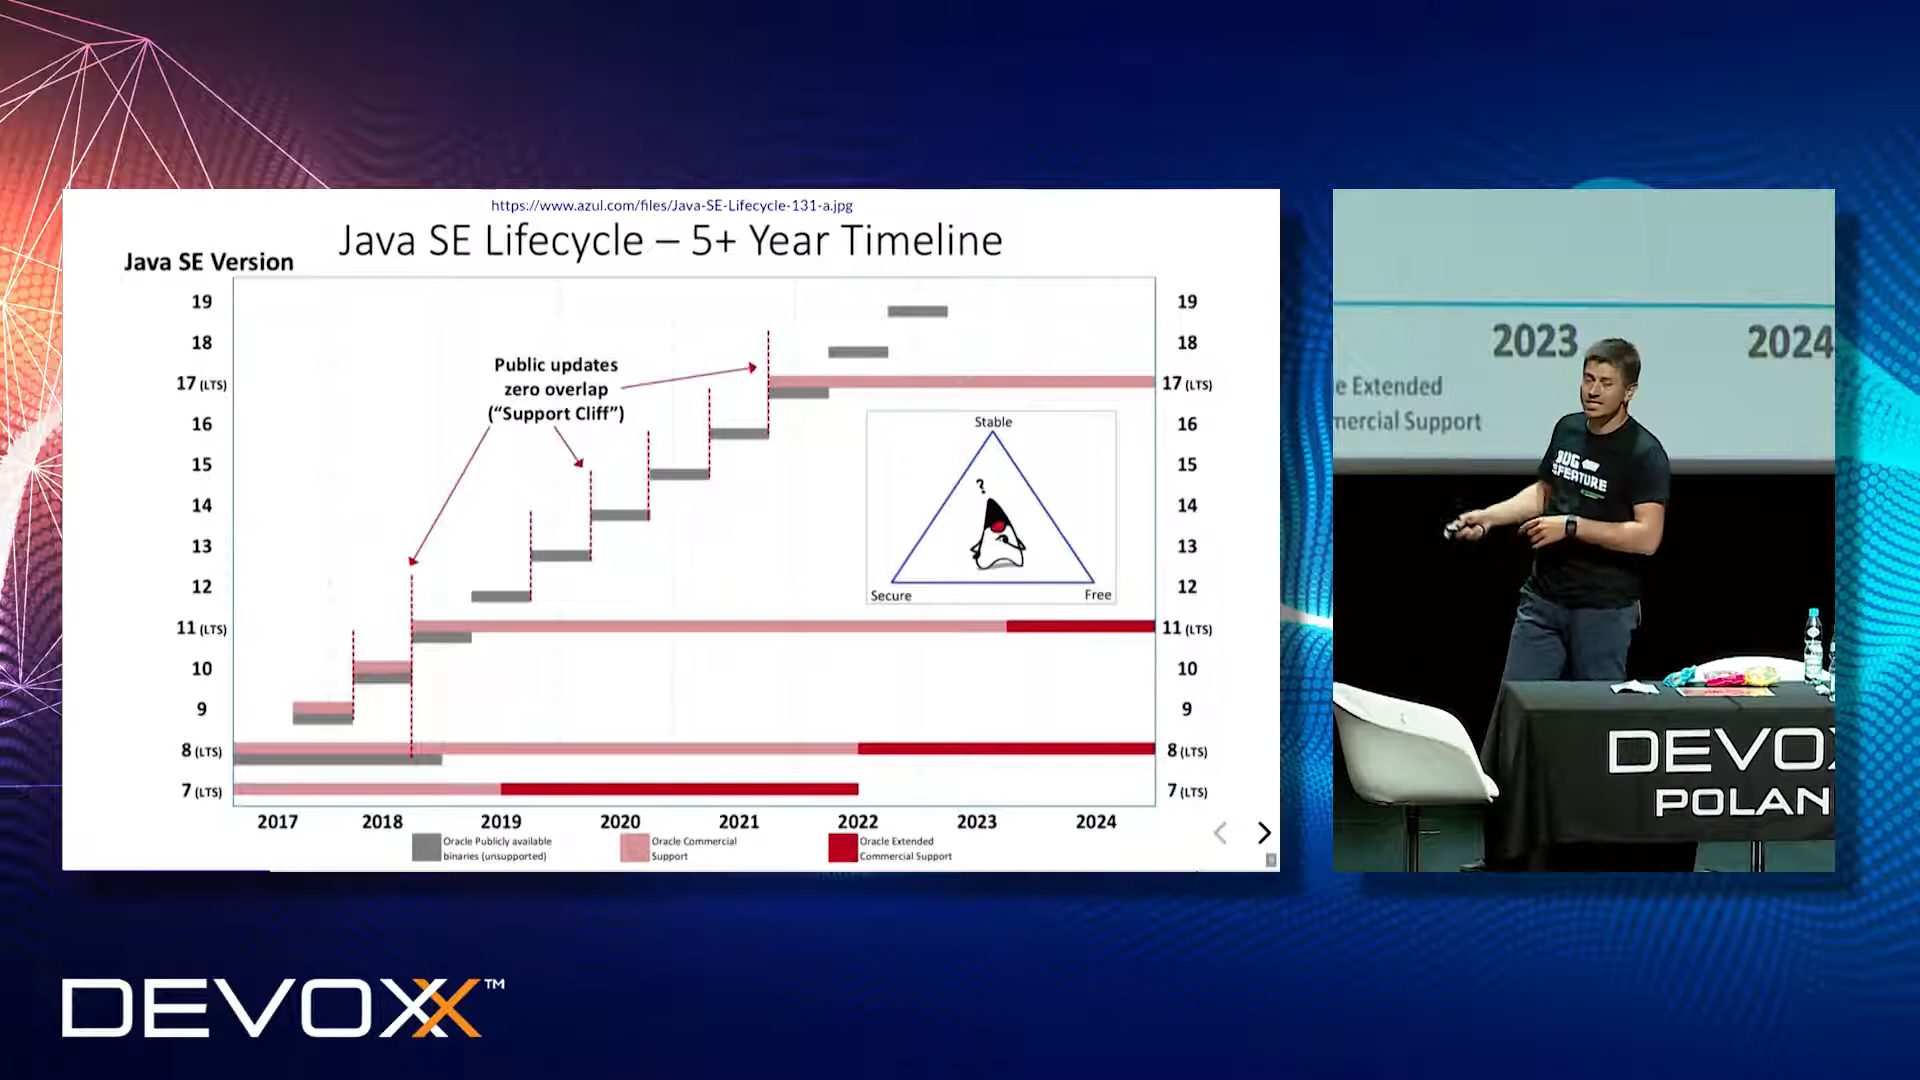 https://www.azul.com/files/Java-SE-Lifecycle-131-a.jpg
Java SE Lifecycle – 5+ Year Timeline
Java SE Version
19
18
17 (LTS)
16
15
14
13
12
11 (LTS)
10
9
8 (LTS)
7 (LTS)
Public updates
zero overlap
(“Support Cliff”)
Stable
?
Secure
Free
19
18
17 (LTS)
16
15
14
13
12
11 (LTS)
10
9
8 (LTS)
7 (LTS)
2017 2018 2019 2020 2021 2022 2023 2024
Oracle Publicly available
binaries (unsupported)
Oracle Commercial
Support
Oracle Extended
Commercial Support
2023 2024
e Extended
mercial Support
BUG
FEATURE
DEVOX
POLAN
DEVOXX™